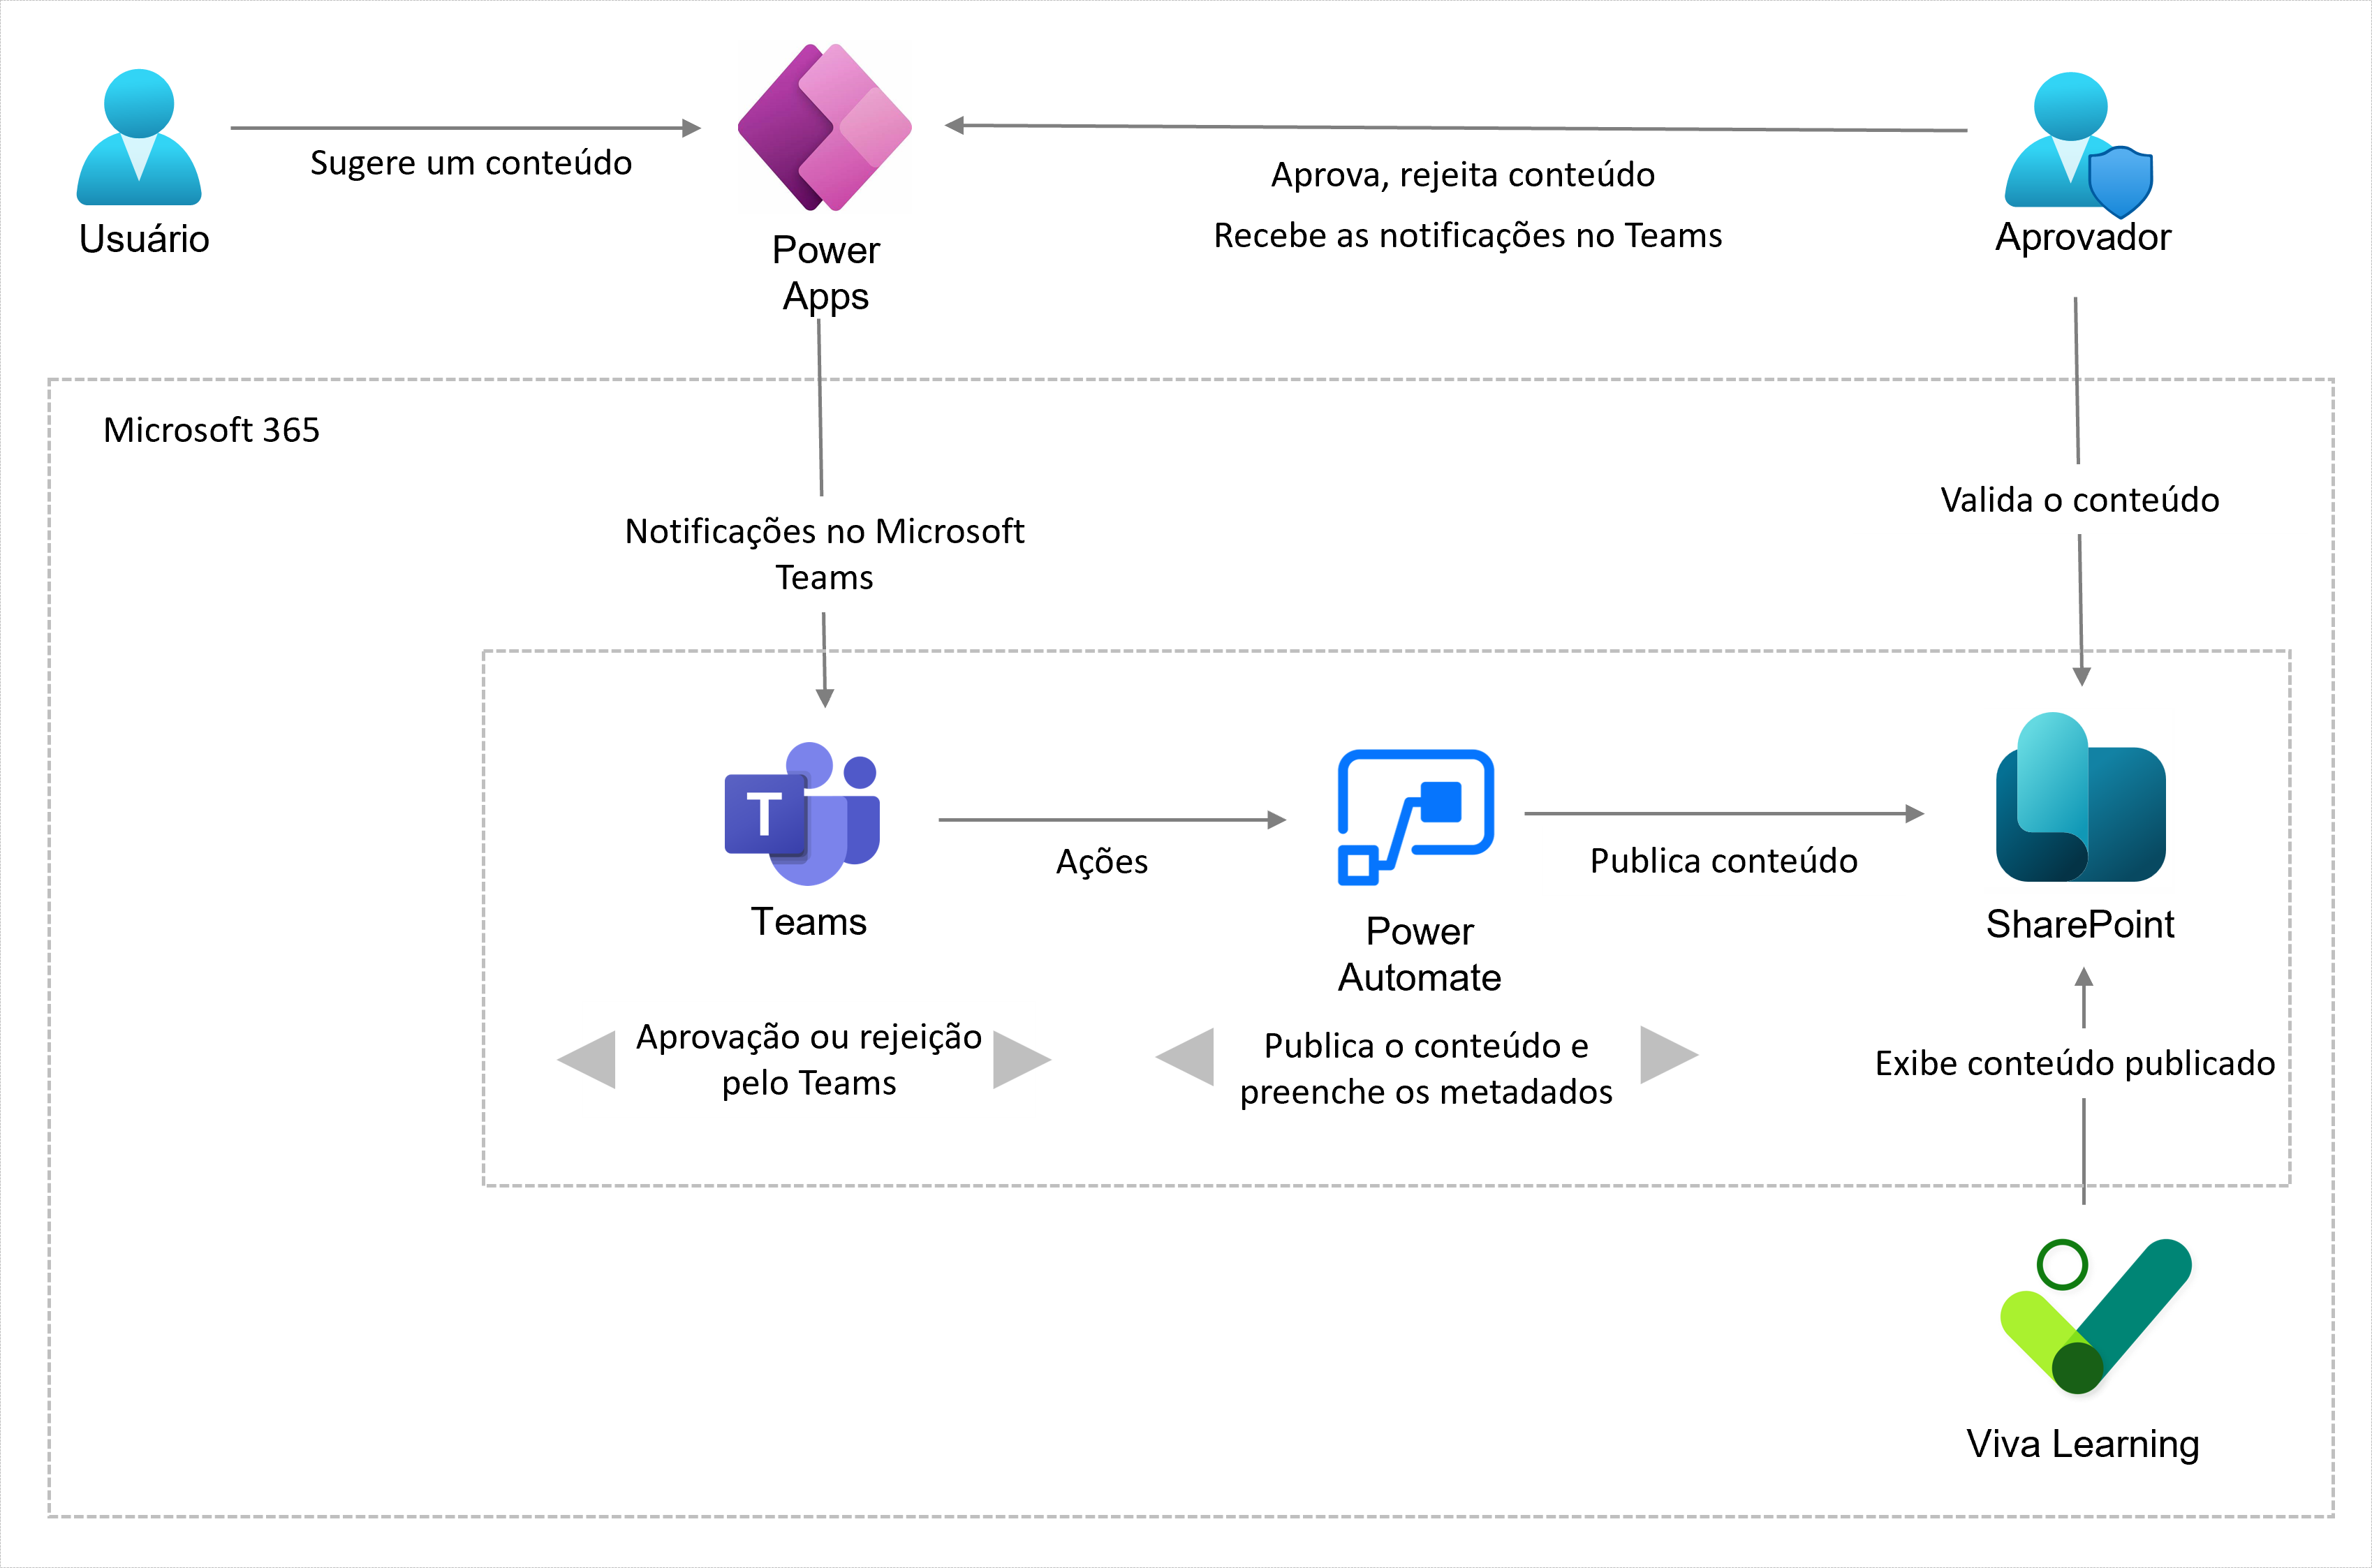 Sugere um conteúdo
Usuário
Power
Apps
Aprova, rejeita conteúdo
Recebe as notificações no Teams
Aprovador
Microsoft 365
Notificações no Microsoft
Teams
Valida o conteúdo
T
Teams
Ações
Power
Automate
Publica conteúdo
SharePoint
Aprovação ou rejeição
pelo Teams
Publica o conteúdo e
preenche os metadados
Exibe conteúdo publicado
Viva Learning